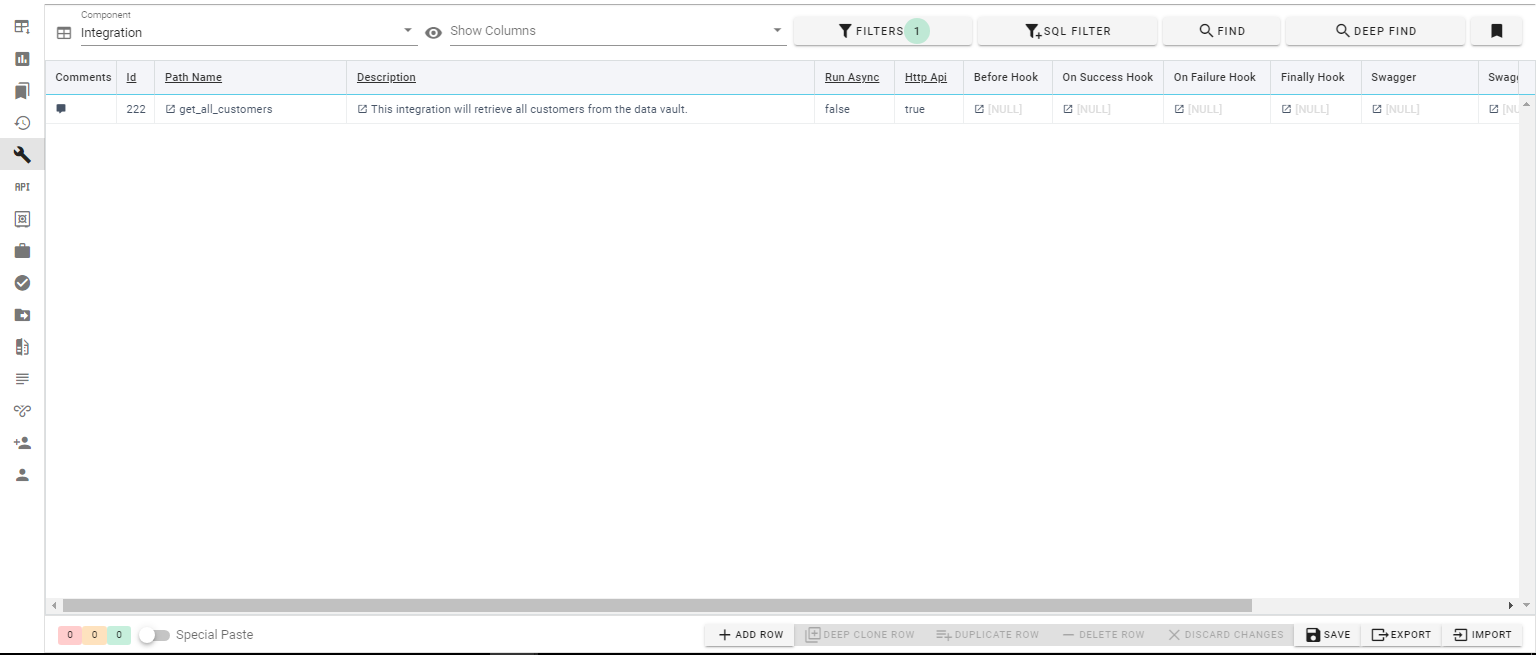 Component
Integration
Show Columns
FILTERS 1
SQL FILTER
FIND
DEEP FIND
Comments Id Path Name Description Run Async Http Api Before Hook On Success Hook On Failure Hook Finally Hook Swagger Swag
222 get_all_customers This integration will retrieve all customers from the data vault. false true [NULL] [NULL] [NULL] [NULL] [NULL] [NU
API
0 0 0 Special Paste ADD ROW DEEP CLONE ROW DUPLICATE ROW DELETE ROW DISCARD CHANGES SAVE EXPORT IMPORT